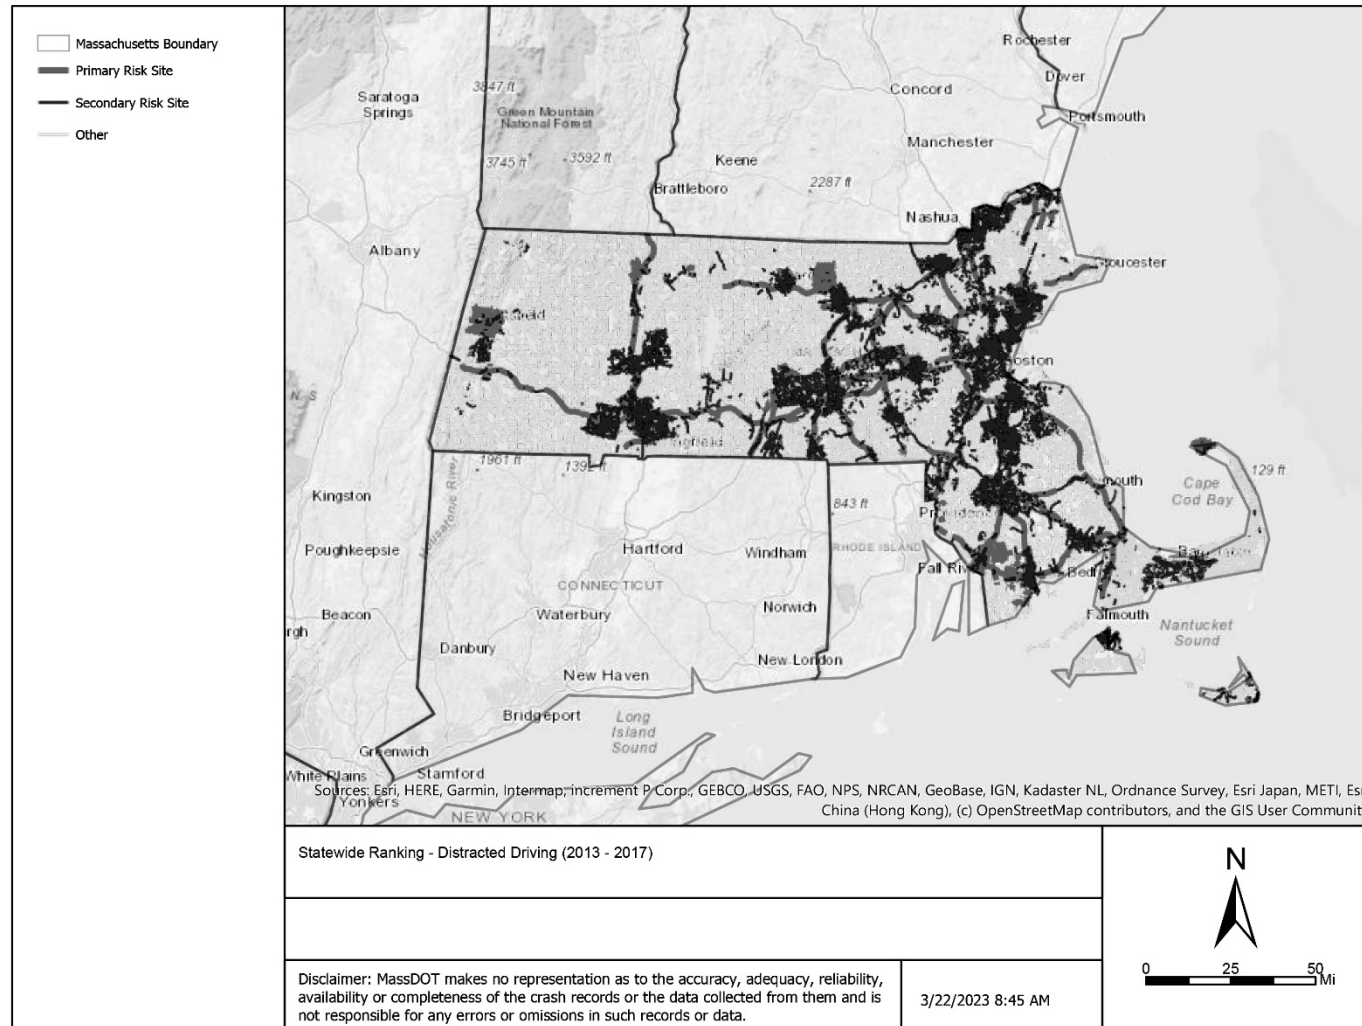 Massachusetts Boundary
Primary Risk Site
Secondary Risk Site
Other
Rochester
Dover
Concord
Portsmouth
Saratoga
Springs
3847 ft
Green Mountain
National Forest
Manchester
3745 ft
3592 ft
Keene
Brattleboro
2287 ft
Nashua
Albany
Gloucester
Boston
1961 ft
1392 ft
129 ft
Cape
Cod Bay
Kingston
Housatonic River
843 ft
Poughkeepsie
Hartford
Windham
RHODE ISLAND
Fall
CONNECTICUT
Beacon
Waterbury
Norwich
Falmouth
Nantucket
Sound
Danbury
New London
New Haven
Bridgeport
Long
Island
Sound
Greenwich
White Plains
Stamford
Yonkers
NEW YORK
Sources: Esri, HERE, Garmin, Intermap, increment P Corp., GEBCO, USGS, FAO, NPS, NRCAN, GeoBase, IGN, Kadaster NL, Ordnance Survey, Esri Japan, METI, Es
China (Hong Kong), (c) OpenStreetMap contributors, and the GIS User Communit
Statewide Ranking - Distracted Driving (2013 - 2017)
N
0 25 50
Mi
Disclaimer: MassDOT makes no representation as to the accuracy, adequacy, reliability,
availability or completeness of the crash records or the data collected from them and is
not responsible for any errors or omissions in such records or data.
3/22/2023 8:45 AM